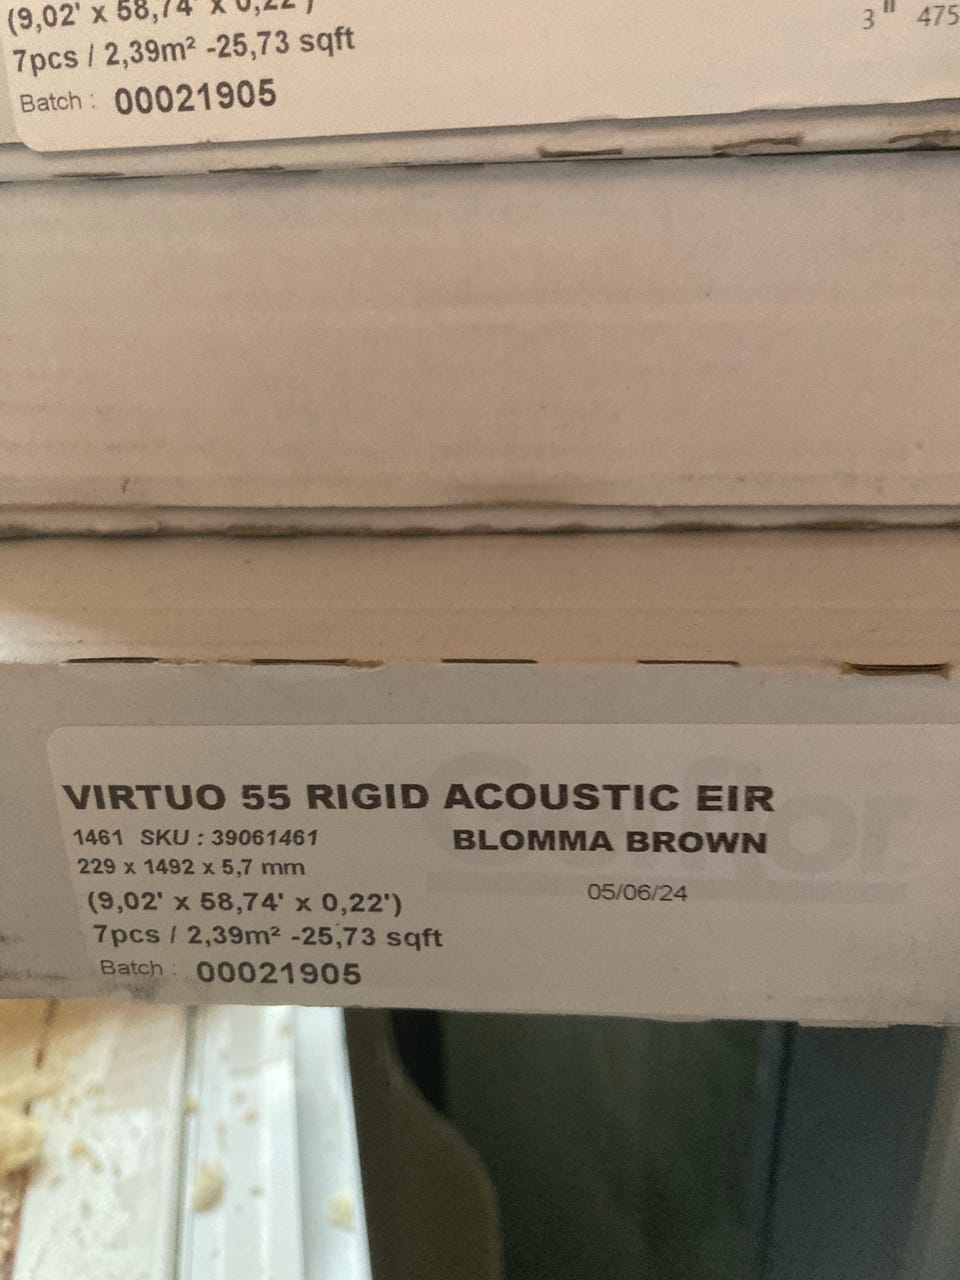 (9,02' x 58,74' x 0,22')
7pcs / 2,39m² -25,73 sqft
Batch : 00021905
3" 475
Gerflor
VIRTUO 55 RIGID ACOUSTIC EIR
1461 SKU : 39061461 BLOMMA BROWN
229 x 1492 x 5,7 mm
05/06/24
(9,02' x 58,74' x 0,22')
7pcs / 2,39m² -25,73 sqft
Batch : 00021905